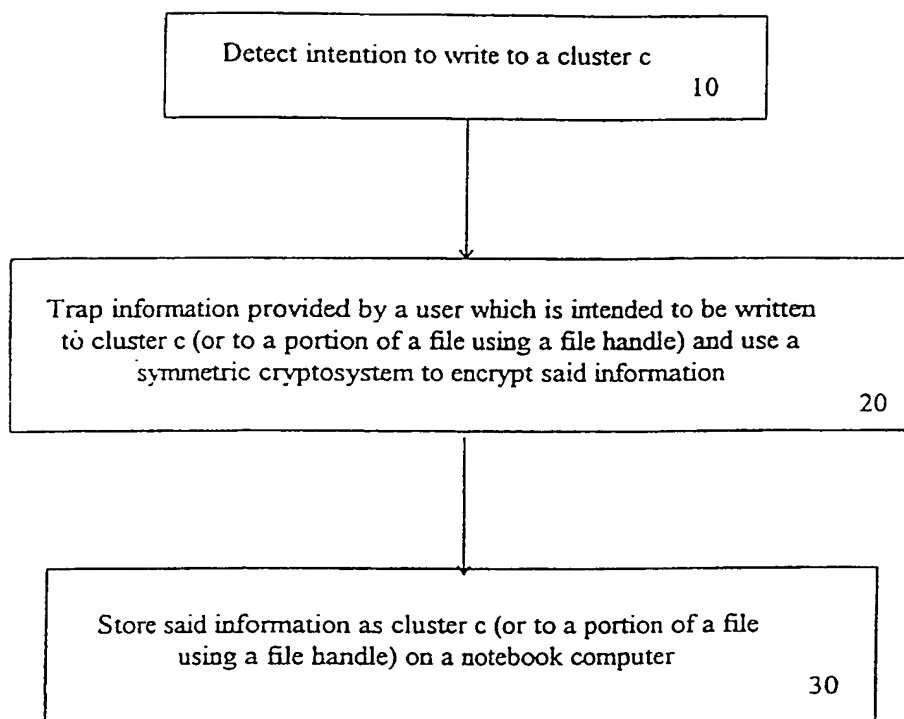 Detect intention to write to a cluster c
10
Trap information provided by a user which is intended to be written
to cluster c (or to a portion of a file using a file handle) and use a
symmetric cryptosystem to encrypt said information
20
Store said information as cluster c (or to a portion of a file
using a file handle) on a notebook computer
30